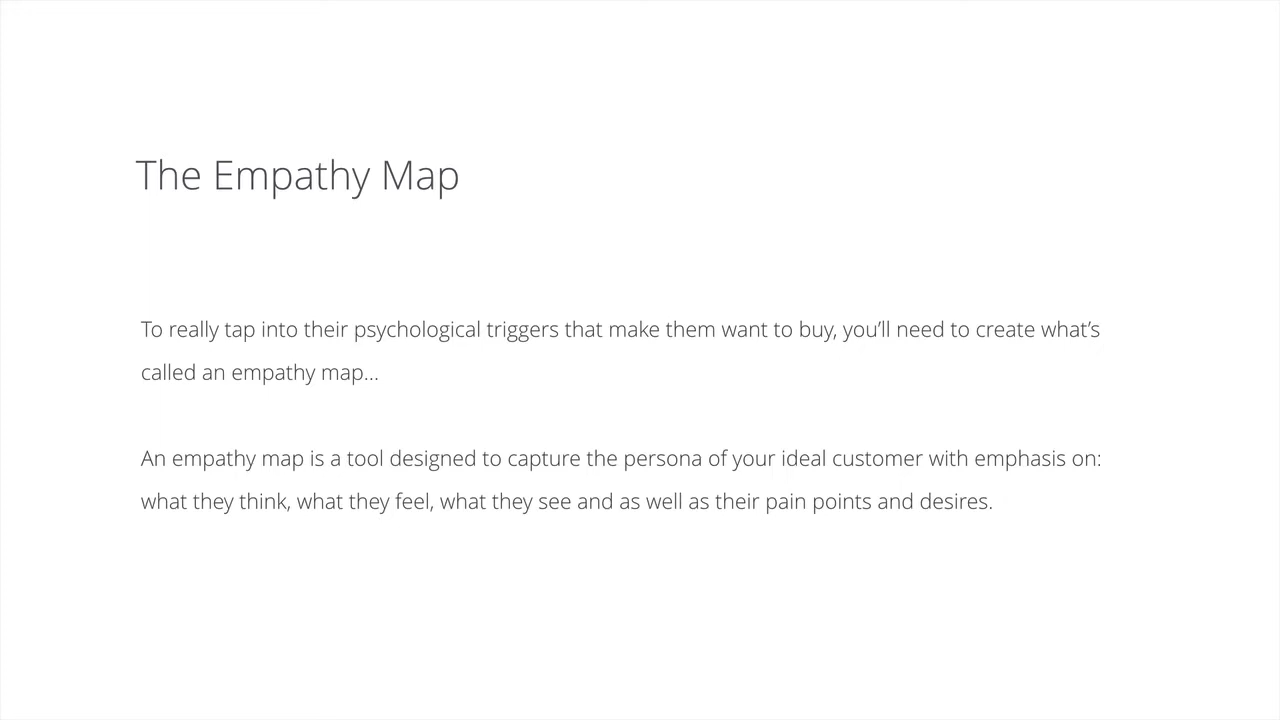 The Empathy Map
To really tap into their psychological triggers that make them want to buy, you’ll need to create what’s
called an empathy map...
An empathy map is a tool designed to capture the persona of your ideal customer with emphasis on:
what they think, what they feel, what they see and as well as their pain points and desires.